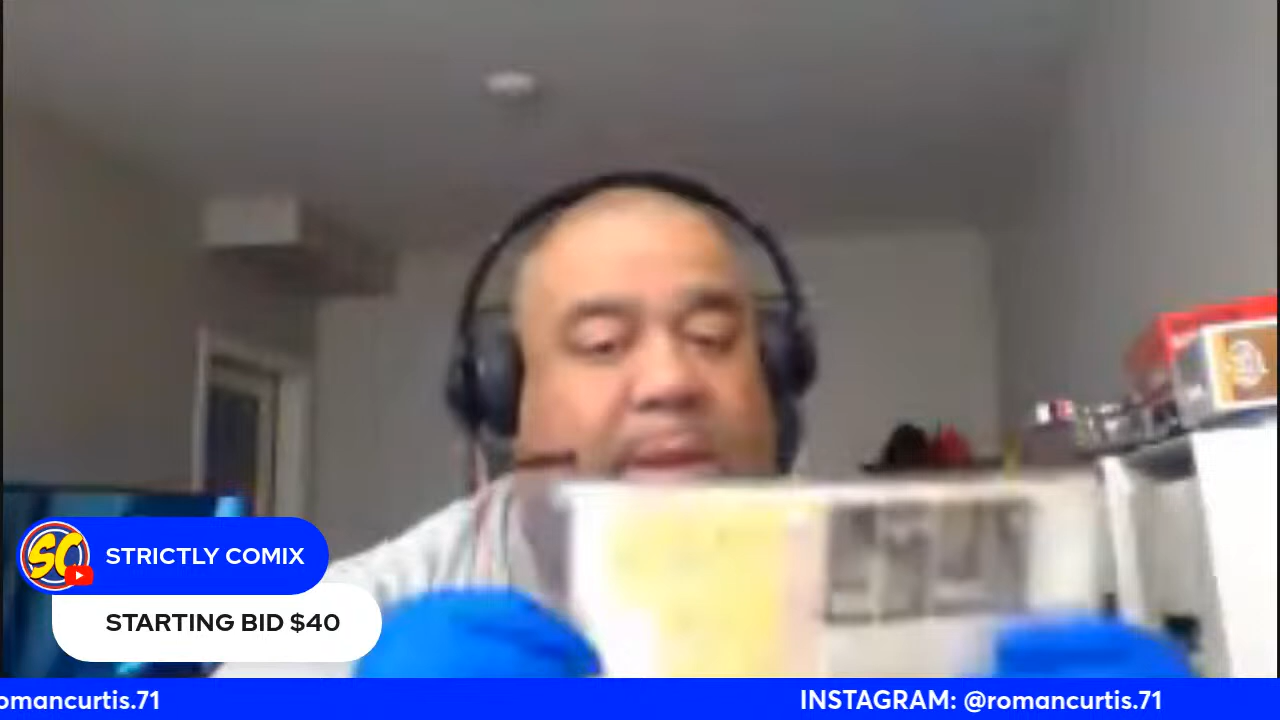 SC
STRICTLY COMIX
STARTING BID $40
omancurtis.71
INSTAGRAM: @romancurtis.71